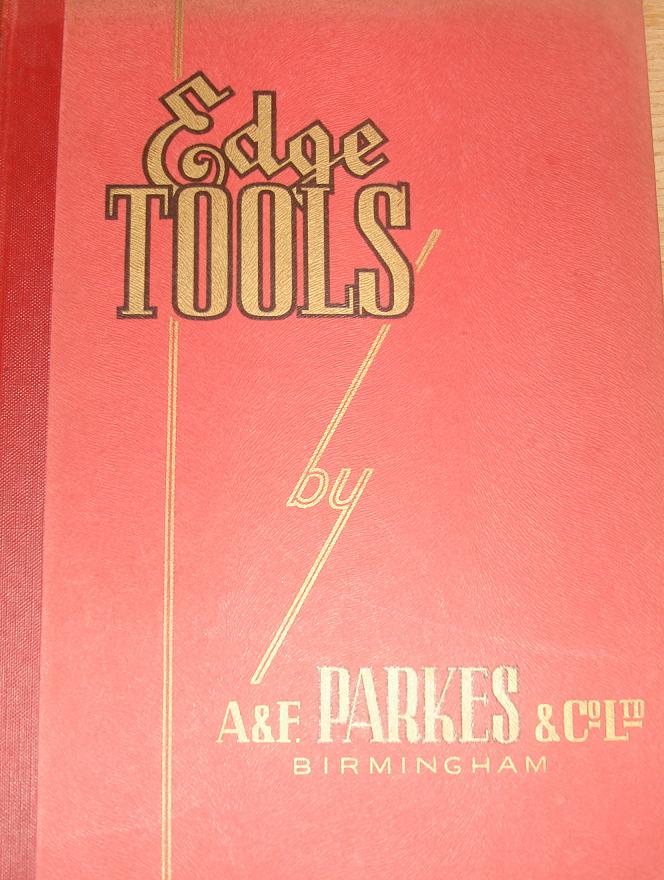 Edge
TOOLS
by
A & F. PARKES & Co LTD
BIRMINGHAM